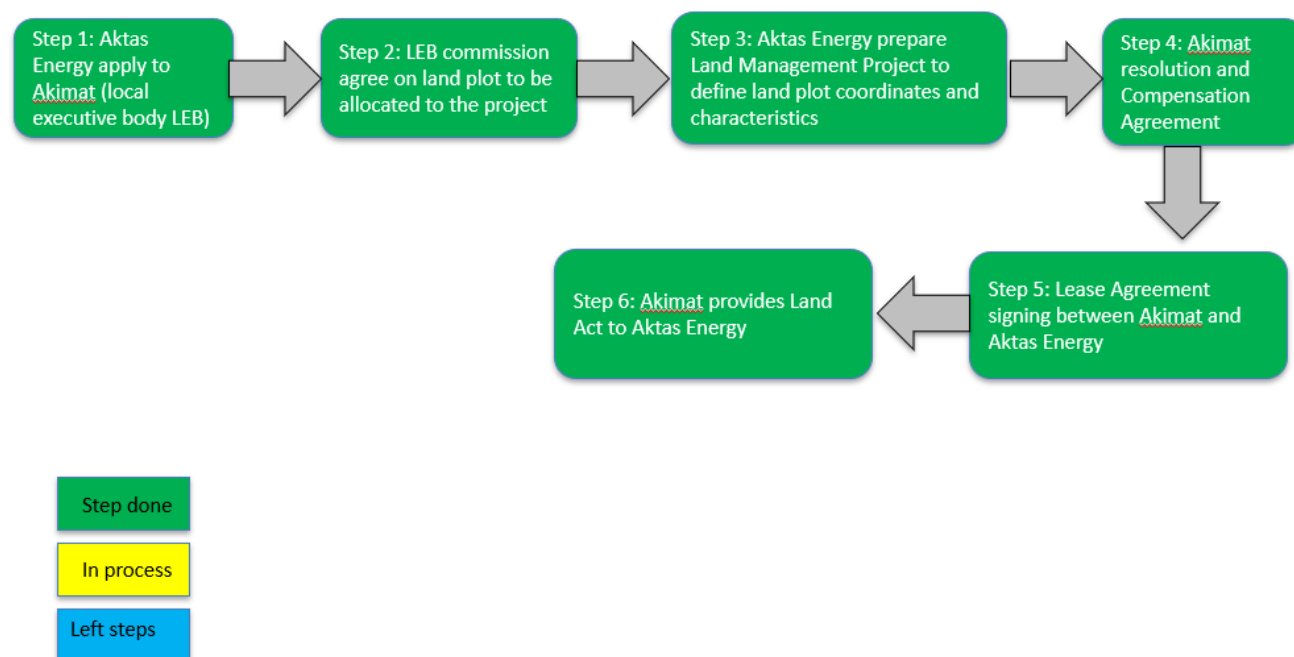 Step 1: Aktas
Energy apply to
Akimat (local
executive body LEB)
Step 2: LEB commission
agree on land plot to be
allocated to the project
Step 3: Aktas Energy prepare
Land Management Project to
define land plot coordinates and
characteristics
Step 4: Akimat
resolution and
Compensation
Agreement
Step 5: Lease Agreement
signing between Akimat and
Aktas Energy
Step 6: Akimat provides Land
Act to Aktas Energy
Step done
In process
Left steps